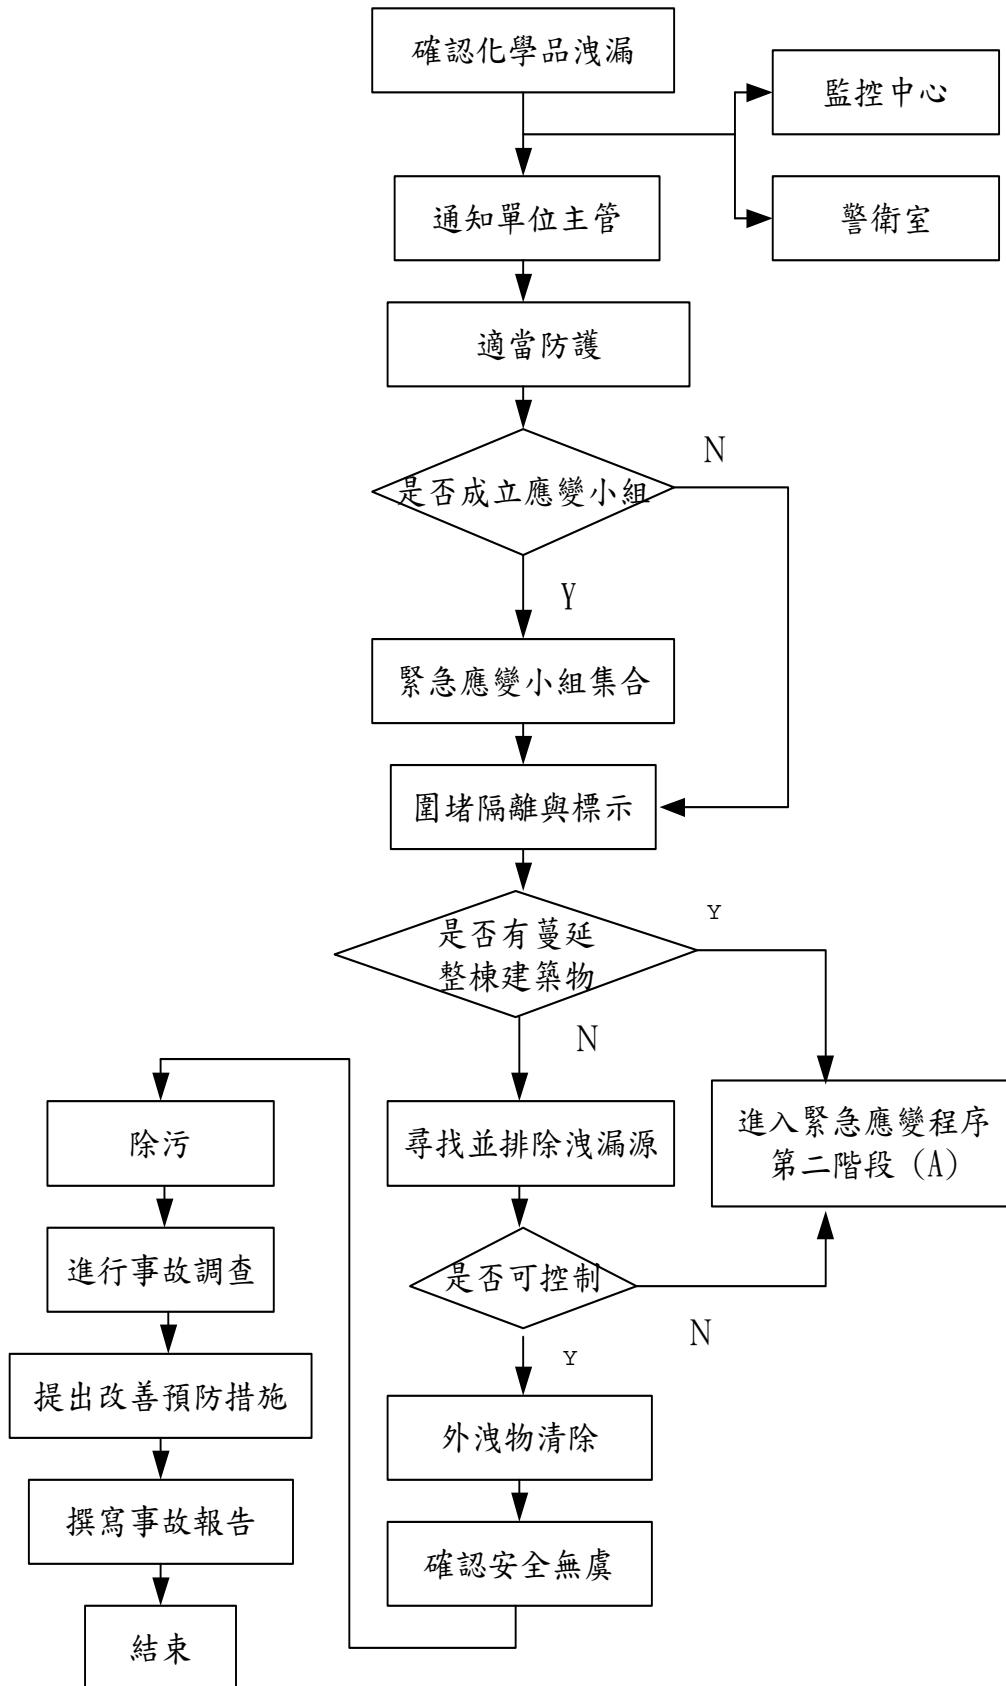 確認化學品洩漏
監控中心
通知單位主管
警衛室
適當防護
N
是否成立應變小組
Y
緊急應變小組集合
圍堵隔離與標示
Y
是否有蔓延
整棟建築物
N
除污
尋找並排除洩漏源
進入緊急應變程序
第二階段 (A)
進行事故調查
是否可控制
N
Y
提出改善預防措施
外洩物清除
撰寫事故報告
確認安全無虞
結束